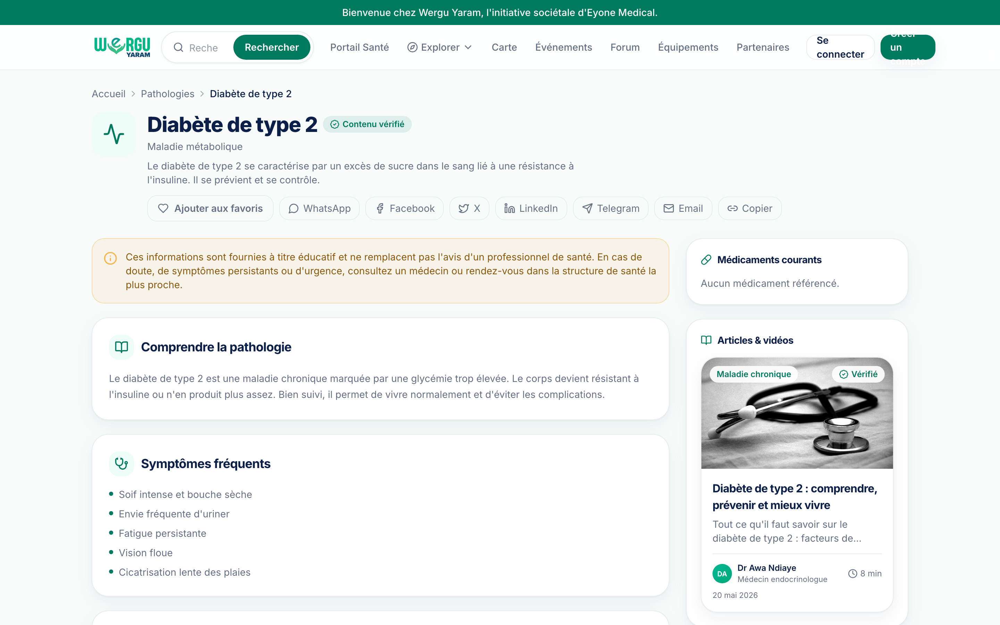 Bienvenue chez Wergu Yaram, l'initiative sociétale d'Eyone Medical.
WERGU YARAM
Reche
Rechercher
Portail Santé
Explorer
Carte
Événements
Forum
Équipements
Partenaires
Se
connecter
Créer
un
compte
Accueil
Pathologies
Diabète de type 2
Diabète de type 2
Contenu vérifié
Maladie métabolique
Le diabète de type 2 se caractérise par un excès de sucre dans le sang lié à une résistance à
l'insuline. Il se prévient et se contrôle.
Ajouter aux favoris
WhatsApp
Facebook
X
LinkedIn
Telegram
Email
Copier
Ces informations sont fournies à titre éducatif et ne remplacent pas l'avis d'un professionnel de santé. En cas de
doute, de symptômes persistants ou d'urgence, consultez un médecin ou rendez-vous dans la structure de santé la
plus proche.
Comprendre la pathologie
Le diabète de type 2 est une maladie chronique marquée par une glycémie trop élevée. Le corps devient résistant à
l'insuline ou n'en produit plus assez. Bien suivi, il permet de vivre normalement et d'éviter les complications.
Symptômes fréquents
Soif intense et bouche sèche
Envie fréquente d'uriner
Fatigue persistante
Vision floue
Cicatrisation lente des plaies
Médicaments courants
Aucun médicament référencé.
Articles & vidéos
Maladie chronique
Vérifié
Diabète de type 2 : comprendre,
prévenir et mieux vivre
Tout ce qu'il faut savoir sur le
diabète de type 2 : facteurs de...
DA
Dr Awa Ndiaye
Médecin endocrinologue
8 min
20 mai 2026